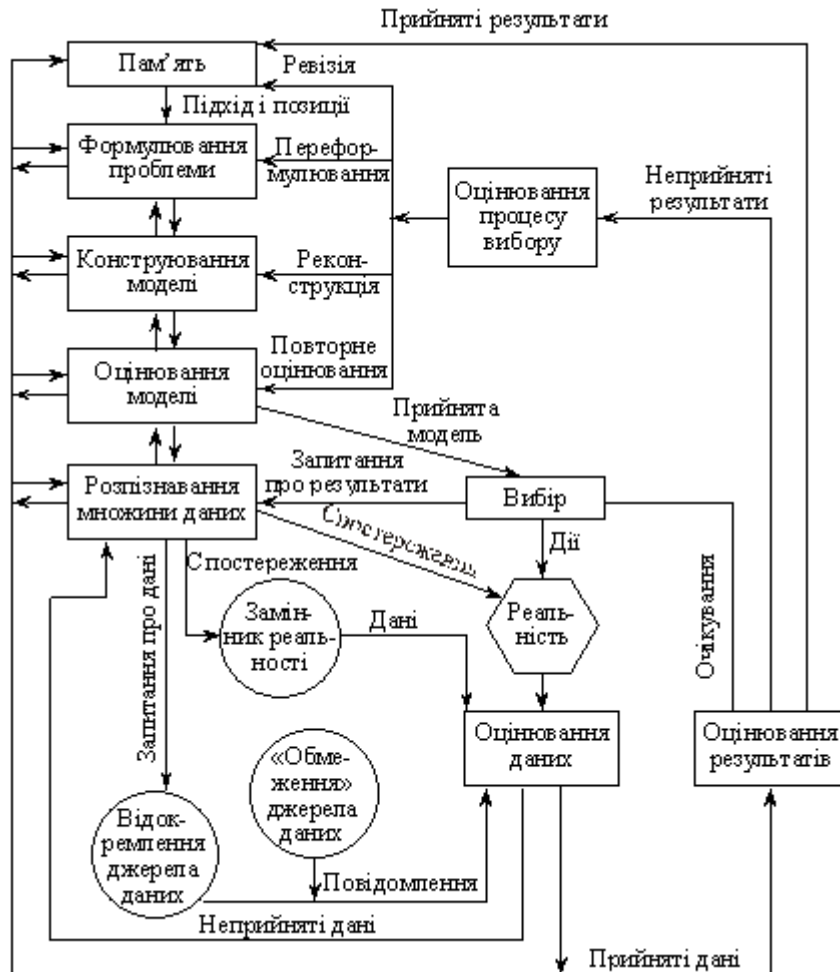 Прийняті результати
Пам’ять
Ревізія
Підхід і позиції
Формулювання
проблеми
Перефор-
мулювання
Оцінювання
процесу
вибору
Неприйняті
результати
Конструювання
моделі
Рекон-
струкція
Оцінювання
моделі
Повторне
оцінювання
Прийнята
модель
Розпізнавання
множини даних
Запитання
про результати
Вибір
Спостережень
Дії
Спостереження
Замін-
ник реаль-
ності
Дані
Реаль-
ність
Очікування
Запитання про дані
Оцінювання
даних
Оцінювання
результатів
«Обме-
ження»
джерела
даних
Відок-
ремлення
джерела
даних
Повідомлення
Неприйняті дані
Прийняті дані